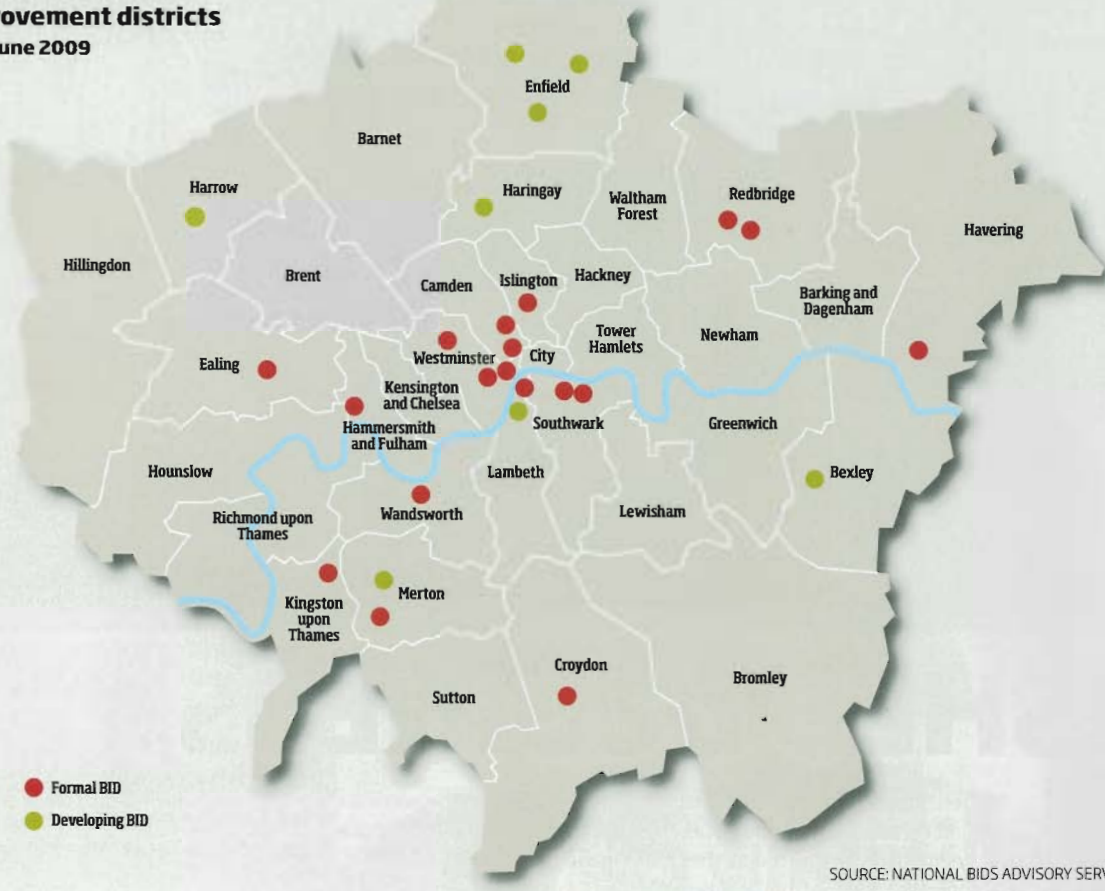 ovement districts
une 2009
Enfield
Barnet
Harrow
Haringay
Waltham
Forest
Redbridge
Havering
Hillingdon
Brent
Camden
Islington
Hackney
Barking and
Dagenham
Ealing
Westminster
City
Tower
Hamlets
Newham
Kensington
and Chelsea
Hammersmith
and Fulham
Southwark
Greenwich
Hounslow
Lambeth
Bexley
Richmond upon
Thames
Wandsworth
Lewisham
Kingston
upon
Thames
Merton
Croydon
Sutton
Bromley
Formal BID
Developing BID
SOURCE: NATIONAL BIDS ADVISORY SERV